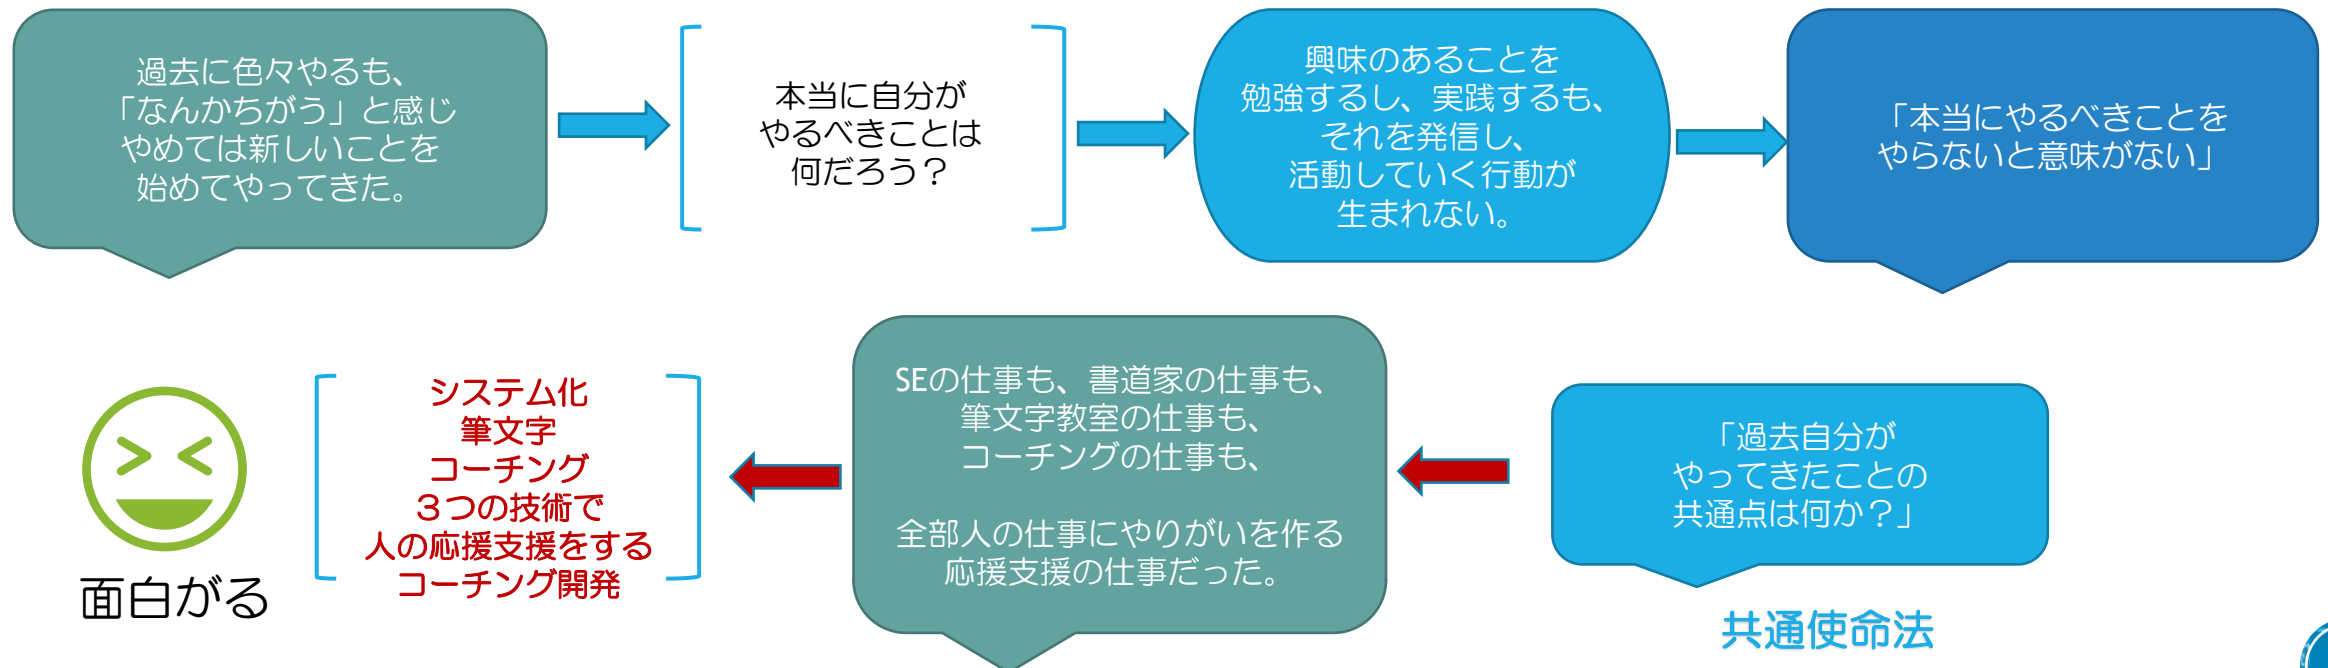 過去に色々やるも、
「なんかちがう」と感じ
やめては新しいことを
始めてやってきた。
本当に自分が
やるべきことは
何だろう？
興味のあることを
勉強するし、実践するも、
それを発信し、
活動していく行動が
生まれない。
「本当にやるべきことを
やらないと意味がない」
「過去自分が
やってきたことの
共通点は何か？」
共通使命法
SEの仕事も、書道家の仕事も、
筆文字教室の仕事も、
コーチングの仕事も、
全部人の仕事にやりがいを作る
応援支援の仕事だった。
システム化
筆文字
コーチング
３つの技術で
人の応援支援をする
コーチング開発
面白がる